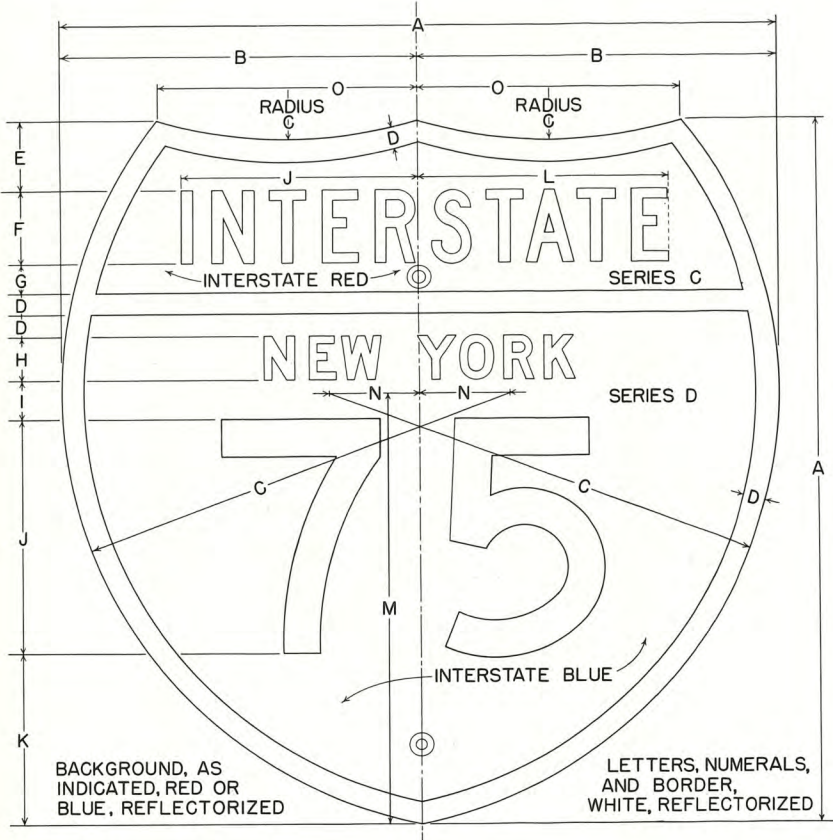 A
B B
O O
RADIUS RADIUS
C C
D
E
J L
INTERSTATE
F
INTERSTATE RED SERIES C
G
D
D
NEW YORK
H
N N SERIES D
I
75
A
C C D
J
M
INTERSTATE BLUE
K
BACKGROUND, AS
INDICATED, RED OR
BLUE, REFLECTORIZED
LETTERS, NUMERALS,
AND BORDER,
WHITE, REFLECTORIZED